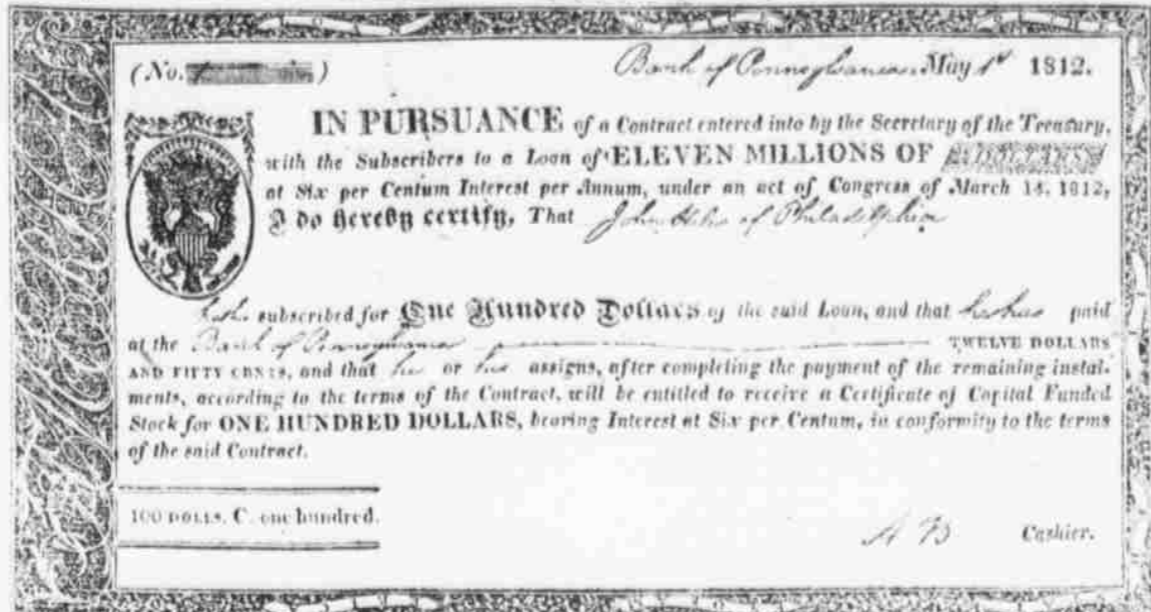 (No. ) Bank of Pennsylvania May 1st 1812.
IN PURSUANCE of a Contract entered into by the Secretary of the Treasury,
with the Subscribers to a Loan of ELEVEN MILLIONS OF DOLLARS
at Six per Centum Interest per Annum, under an act of Congress of March 14, 1812,
I do hereby certify, That John of Philadelphia
subscribed for One Hundred Dollars of the said Loan, and that he has paid
at the Bank of Pennsylvania TWELVE DOLLARS
AND FIFTY CENTS, and that he or his assigns, after completing the payment of the remaining instal-
ments, according to the terms of the Contract, will be entitled to receive a Certificate of Capital Funded
Stock for ONE HUNDRED DOLLARS, bearing Interest at Six per Centum, in conformity to the terms
of the said Contract.
100 DOLLS. C. one hundred.
A B Cashier.